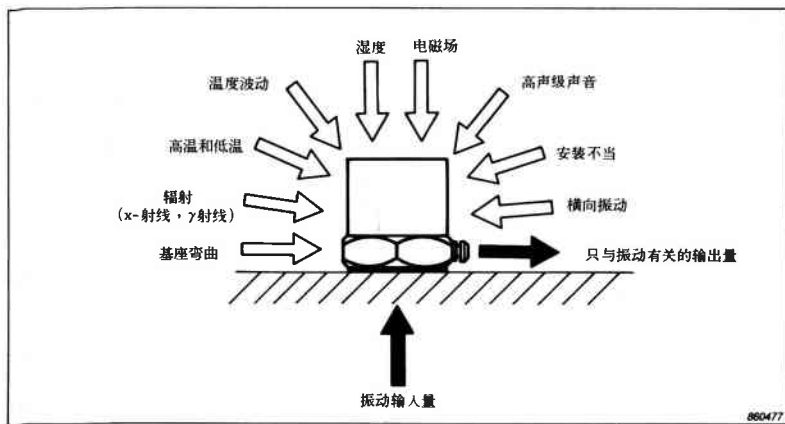 湿度
电磁场
温度波动
高声级声音
高温和低温
安装不当
辐射
(x-射线，γ射线)
横向振动
基座弯曲
只与振动有关的输出量
振动输入量
860477